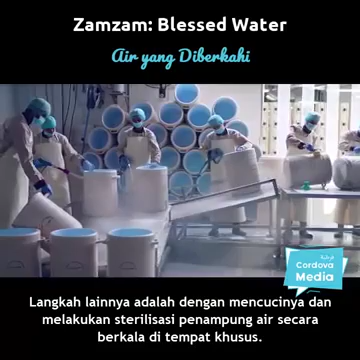 Zamzam: Blessed Water
Air yang Diberkahi
Cordova
Media
Langkah lainnya adalah dengan mencucinya dan
melakukan sterilisasi penampung air secara
berkala di tempat khusus.